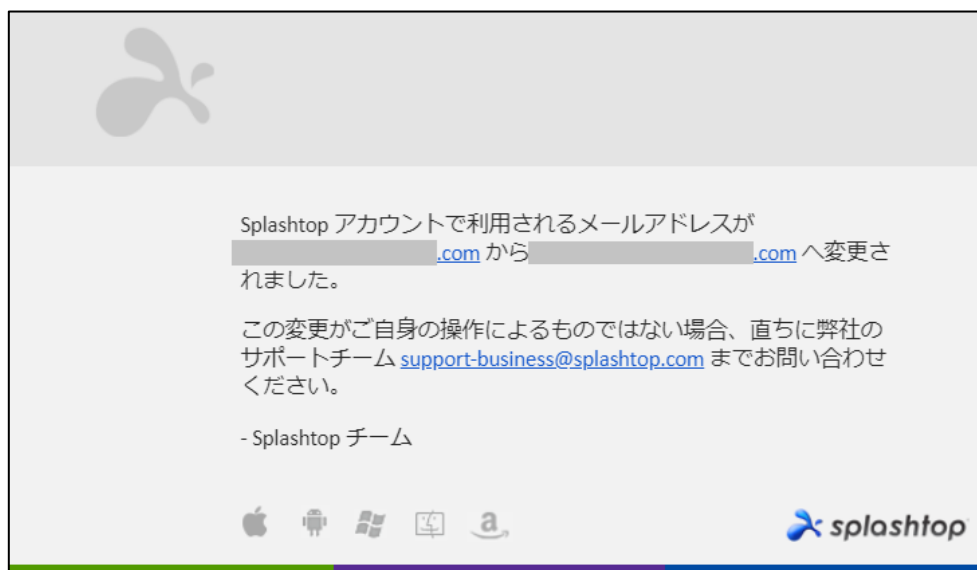 Splashtop アカウントで利用されるメールアドレスが
.com から .com へ変更さ
れました。
この変更がご自身の操作によるものではない場合、直ちに弊社の
サポートチーム support-business@splashtop.com までお問い合わせ
ください。
- Splashtop チーム
splashtop